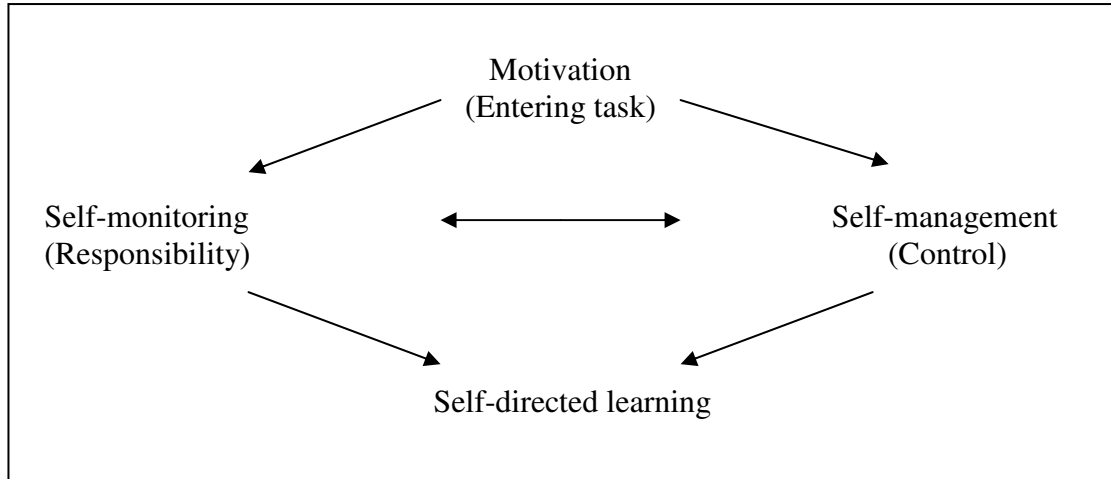 Motivation
(Entering task)
Self-monitoring
(Responsibility)
Self-management
(Control)
Self-directed learning